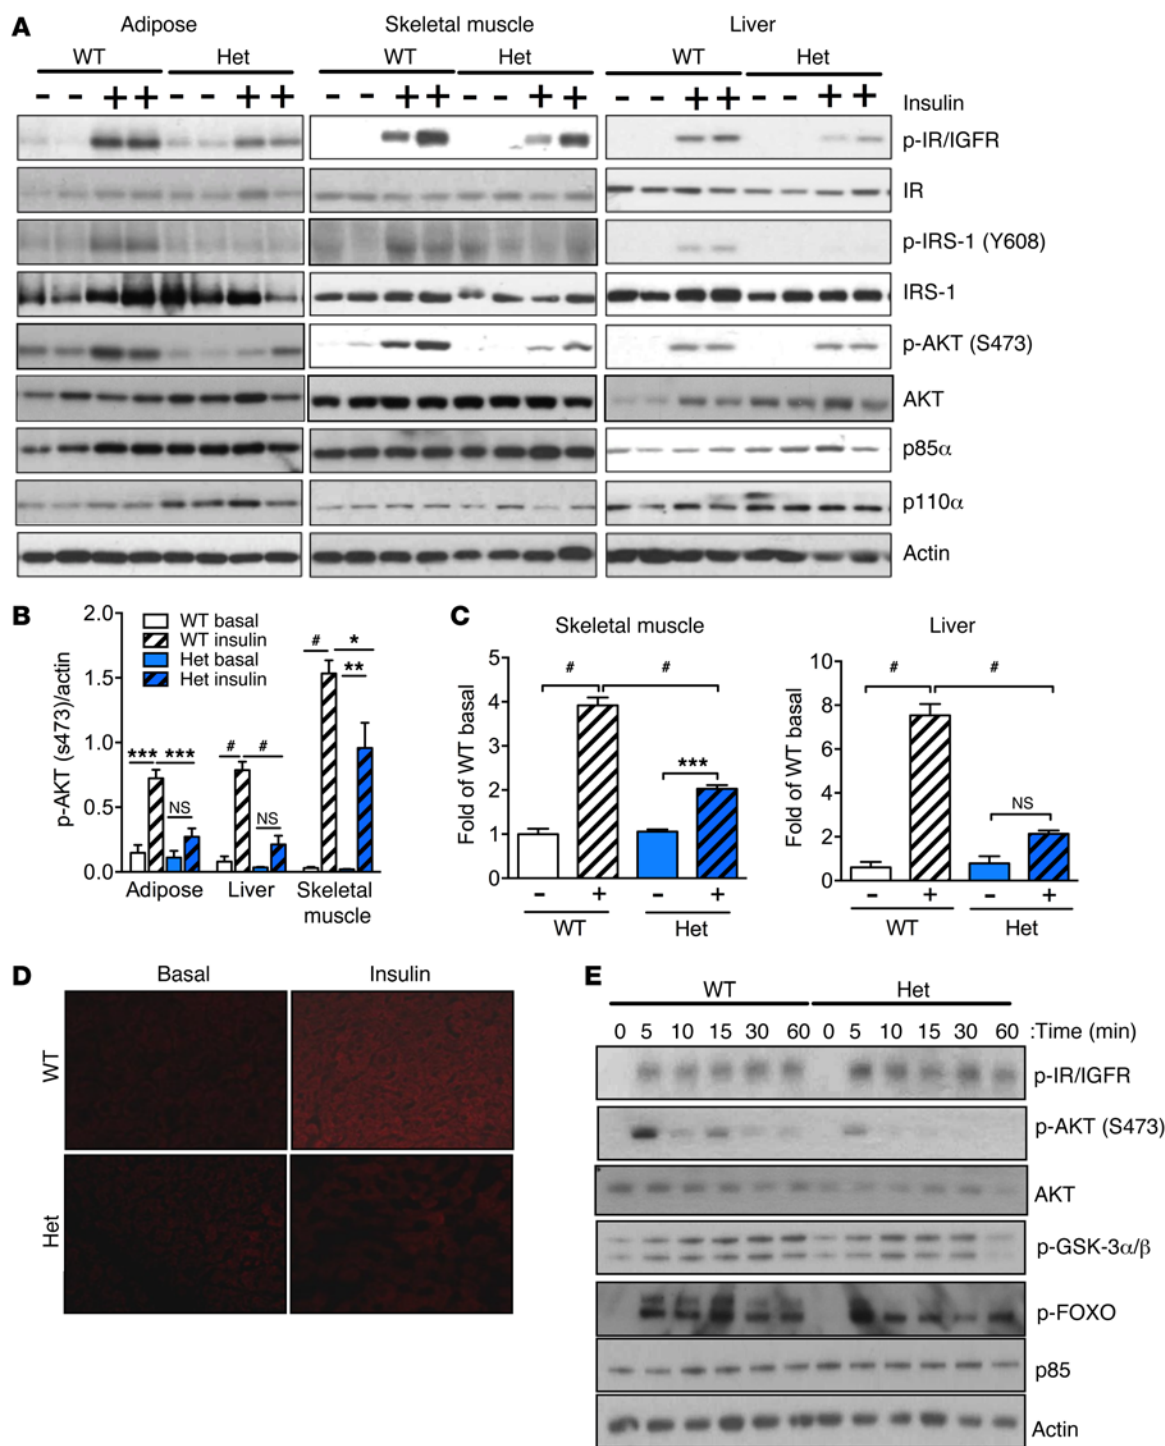 A
Adipose Skeletal muscle Liver
WT Het WT Het WT Het
- - + + - - + + - - + + - - + + - - + + - - + + Insulin
p-IR/IGFR
IR
p-IRS-1 (Y608)
IRS-1
p-AKT (S473)
AKT
p85α
p110α
Actin
B
p-AKT (s473)/actin
2.0
1.5
1.0
0.5
0.0
WT basal
WT insulin
Het basal
Het insulin
*** ***
NS
# #
NS
# *
**
Adipose Liver Skeletal
muscle
C
Skeletal muscle
Fold of WT basal
5
4
3
2
1
0
# #
***
- + - +
WT Het
Liver
Fold of WT basal
10
8
6
4
2
0
# #
NS
- + - +
WT Het
D
Basal Insulin
WT
Het
E
WT Het
0 5 10 15 30 60 0 5 10 15 30 60 :Time (min)
p-IR/IGFR
p-AKT (S473)
AKT
p-GSK-3α/β
p-FOXO
p85
Actin